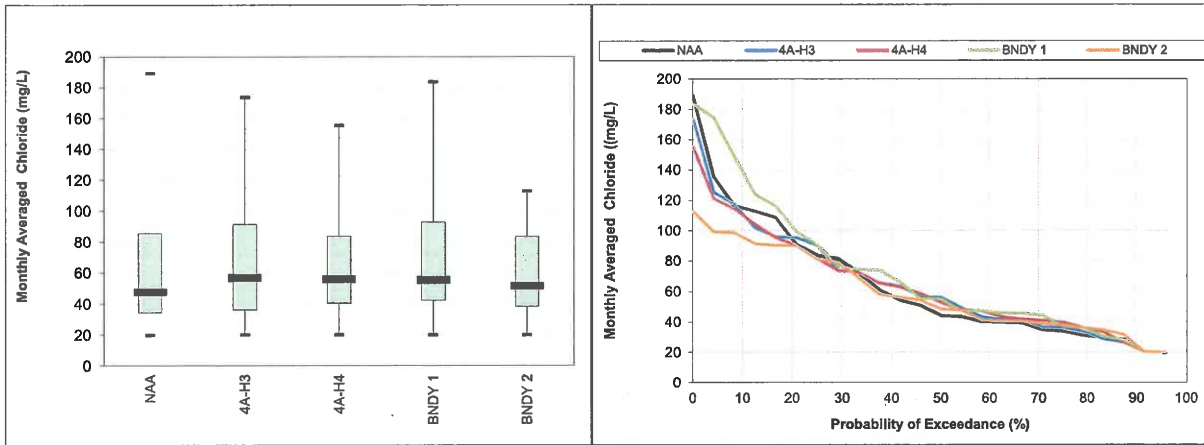 Monthly Averaged Chloride (mg/L)
200
180
160
140
120
100
80
60
40
20
0
NAA
4A-H3
4A-H4
BNDY 1
BNDY 2
NAA 4A-H3 4A-H4 BNDY 1 BNDY 2
Monthly Averaged Chloride ((mg/L)
200
180
160
140
120
100
80
60
40
20
0
0 10 20 30 40 50 60 70 80 90 100
Probability of Exceedance (%)